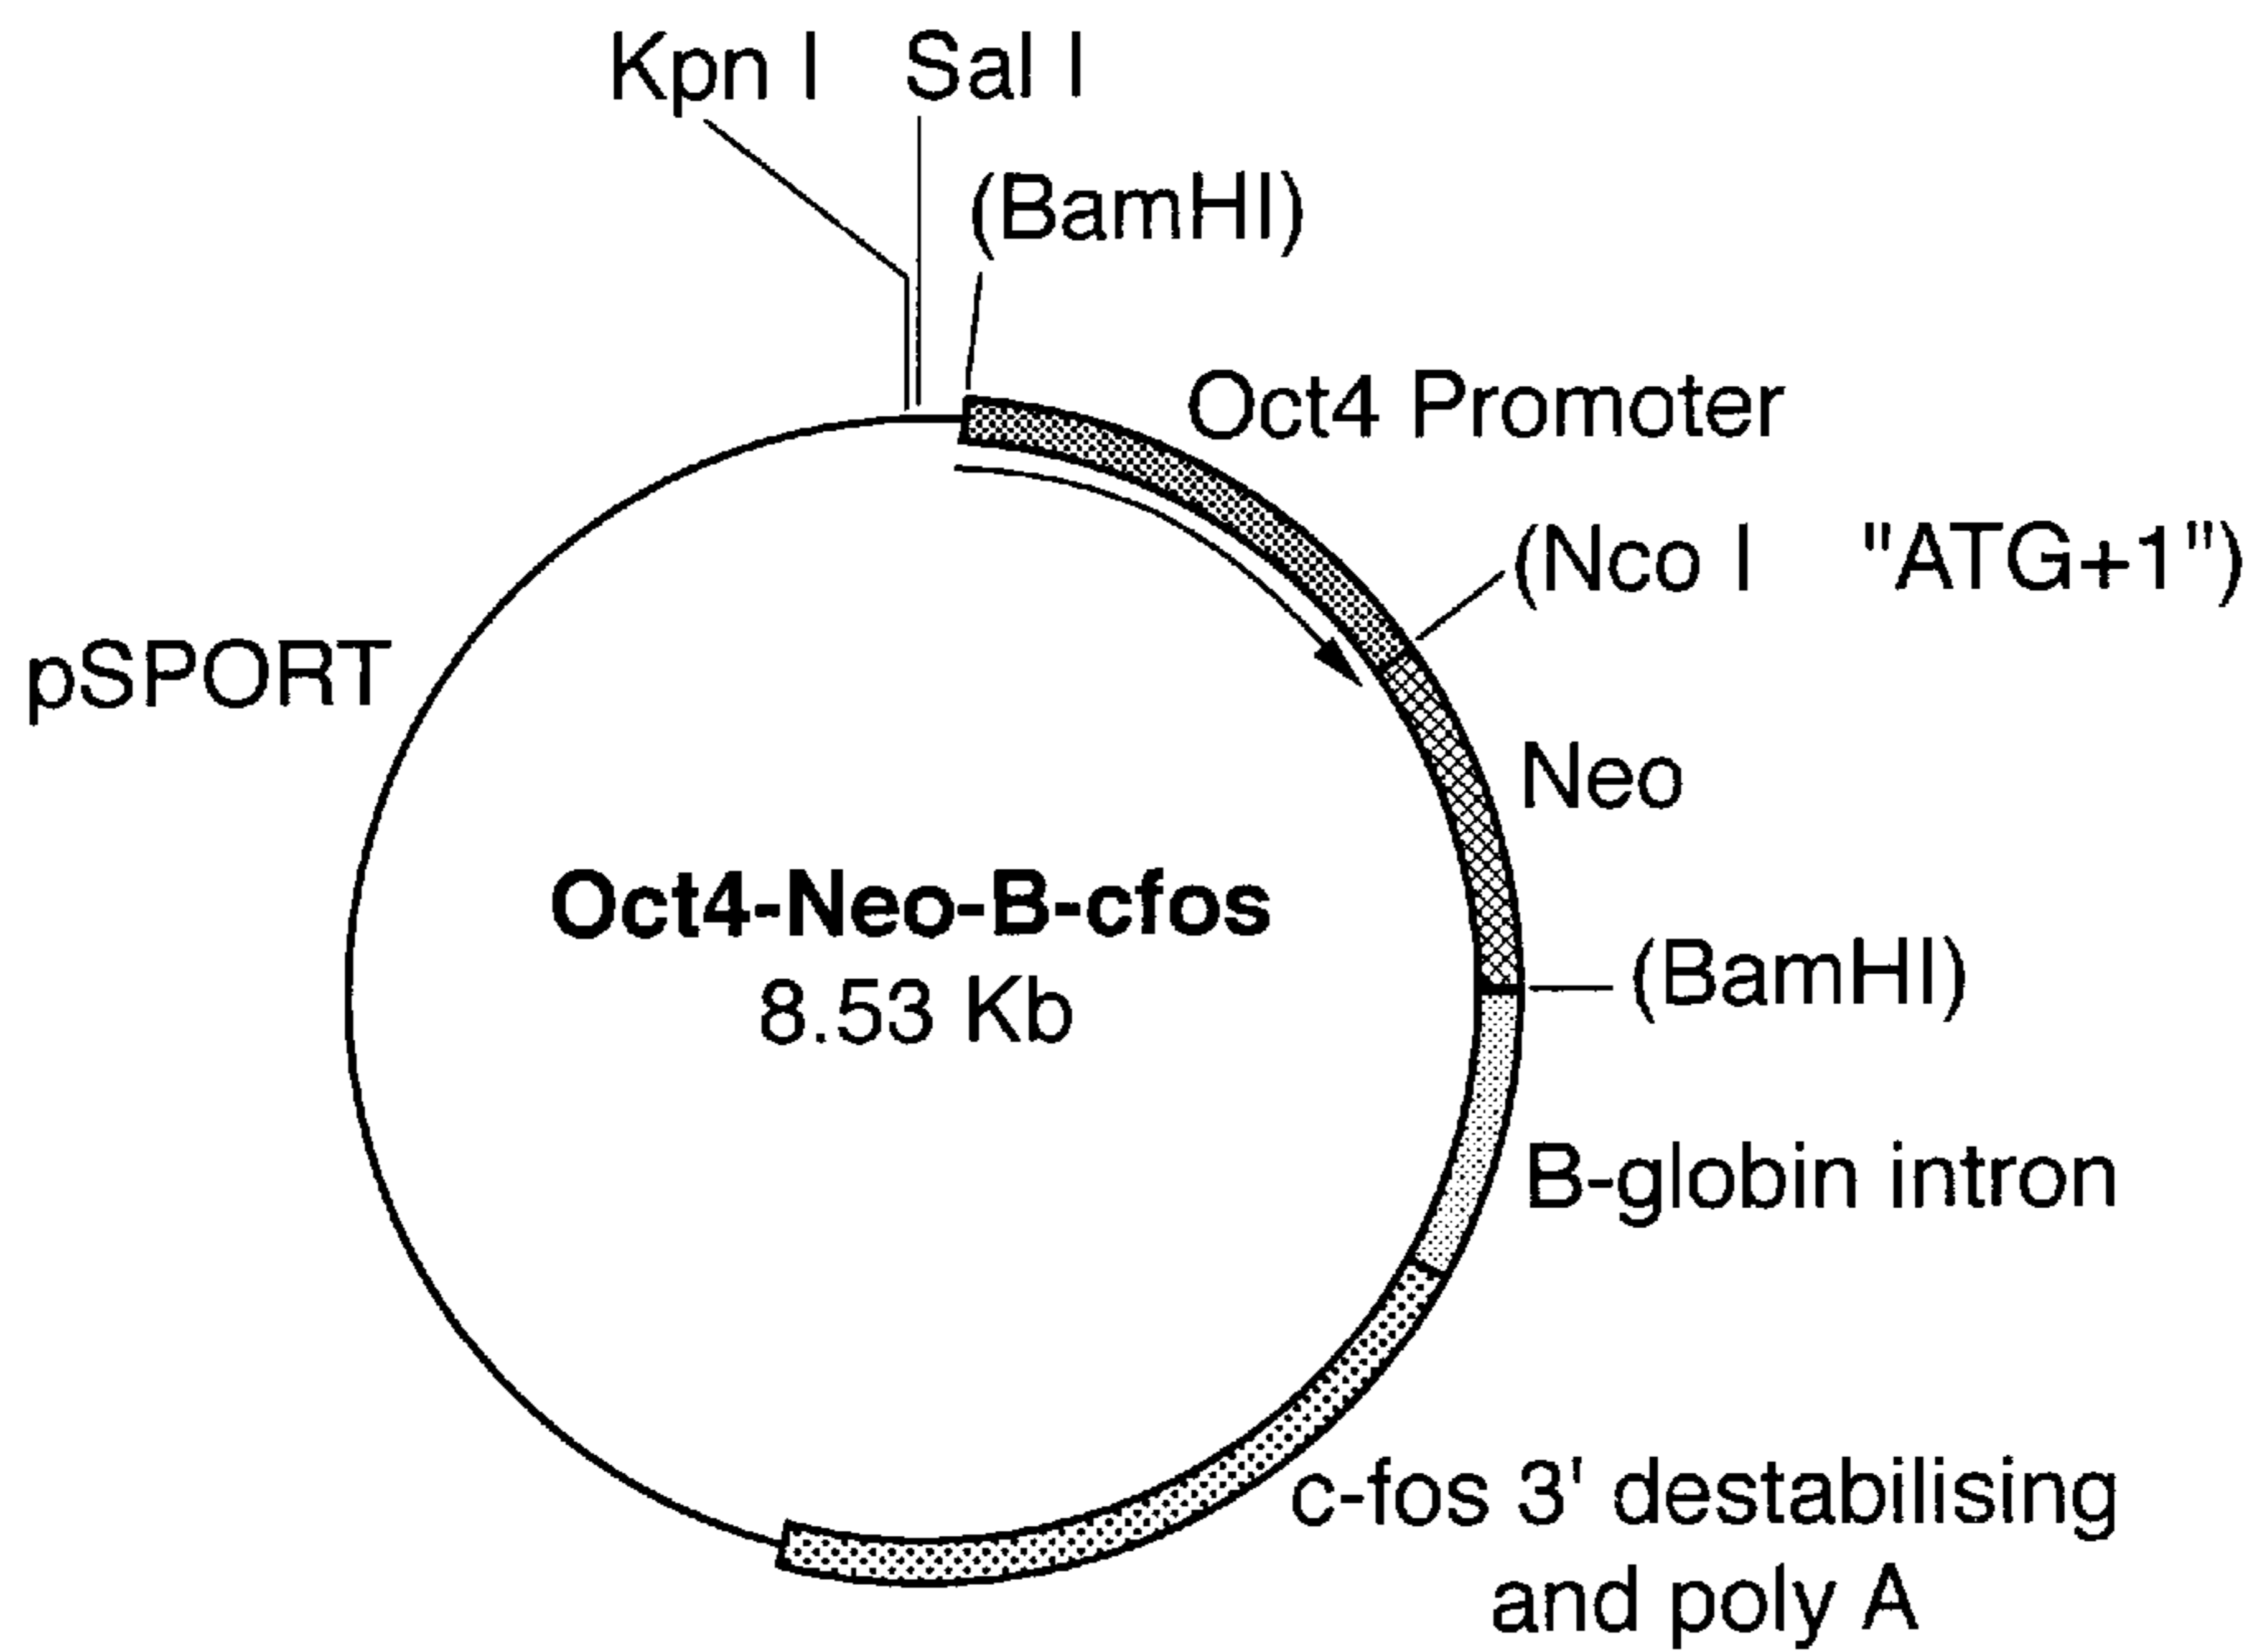 Kpn I Sal I
(BamHI)
Oct4 Promoter
(Nco I "ATG+1")
pSPORT
Neo
Oct4-Neo-B-cfos
8.53 Kb
(BamHI)
B-globin intron
c-fos 3' destabilising
and poly A